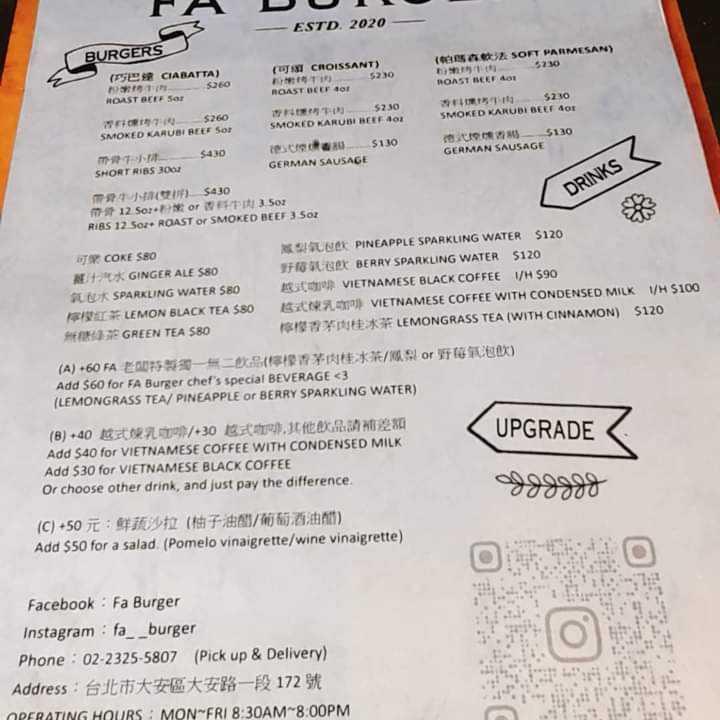 FA BURGER
ESTD. 2020
BURGERS
(巧巴達 CIABATTA)
粉嫩烤牛肉.........$260
ROAST BEEF 5oz
香料燻烤牛肉.........$260
SMOKED KARUBI BEEF 5oz
帶骨牛小排.........$430
SHORT RIBS 30oz
帶骨牛小排(雙拼)....$430
帶骨 12.5oz+粉嫩 or 香料牛肉 3.5oz
RIBS 12.5oz+ ROAST or SMOKED BEEF 3.5oz
(可頌 CROISSANT)
粉嫩烤牛肉.........$230
ROAST BEEF 4oz
香料燻烤牛肉.........$230
SMOKED KARUBI BEEF 4oz
德式煙燻香腸.......$130
GERMAN SAUSAGE
(帕瑪森軟法 SOFT PARMESAN)
粉嫩烤牛肉.........$230
ROAST BEEF 4oz
香料燻烤牛肉.......$230
SMOKED KARUBI BEEF 4oz
德式煙燻香腸......$130
GERMAN SAUSAGE
DRINKS
可樂 COKE $80
薑汁汽水 GINGER ALE $80
氣泡水 SPARKLING WATER $80
檸檬紅茶 LEMON BLACK TEA $80
無糖綠茶 GREEN TEA $80
鳳梨氣泡飲 PINEAPPLE SPARKLING WATER $120
野莓氣泡飲 BERRY SPARKLING WATER $120
越式咖啡 VIETNAMESE BLACK COFFEE I/H $90
越式煉乳咖啡 VIETNAMESE COFFEE WITH CONDENSED MILK I/H $100
檸檬香茅肉桂冰茶 LEMONGRASS TEA (WITH CINNAMON) $120
(A) +60 FA 老闆特製獨一無二飲品(檸檬香茅肉桂冰茶/鳳梨 or 野莓氣泡飲)
Add $60 for FA Burger chef's special BEVERAGE <3
(LEMONGRASS TEA/ PINEAPPLE or BERRY SPARKLING WATER)
(B) +40 越式煉乳咖啡/+30 越式咖啡,其他飲品請補差額
Add $40 for VIETNAMESE COFFEE WITH CONDENSED MILK
Add $30 for VIETNAMESE BLACK COFFEE
Or choose other drink, and just pay the difference.
UPGRADE
(C) +50 元：鮮蔬沙拉 (柚子油醋/葡萄酒油醋)
Add $50 for a salad. (Pomelo vinaigrette/wine vinaigrette)
Facebook：Fa Burger
Instagram：fa_ _burger
Phone：02-2325-5807 (Pick up & Delivery)
Address：台北市大安區大安路一段 172 號
OPERATING HOURS：MON~FRI 8:30AM~8:00PM